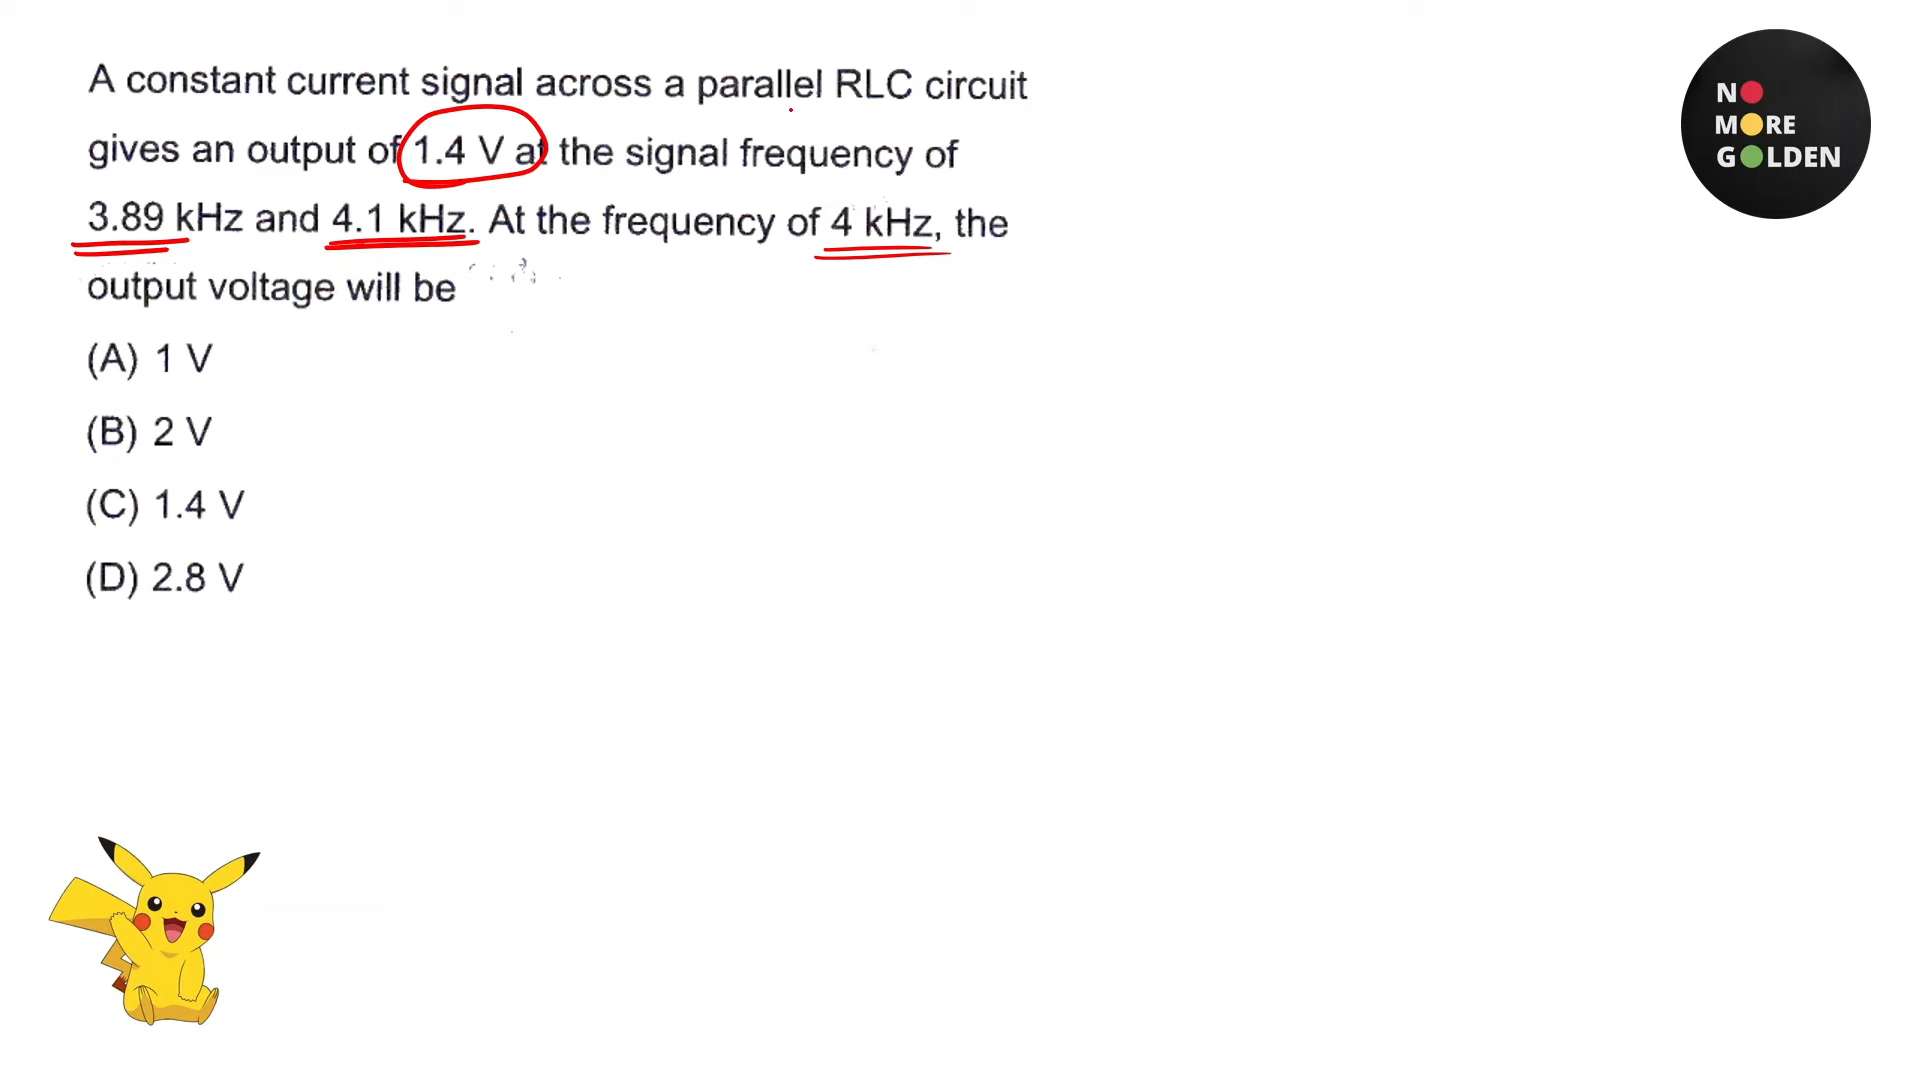 A constant current signal across a parallel RLC circuit
gives an output of 1.4 V at the signal frequency of
3.89 kHz and 4.1 kHz. At the frequency of 4 kHz, the
output voltage will be
(A) 1 V
(B) 2 V
(C) 1.4 V
(D) 2.8 V
NO
MORE
GOLDEN